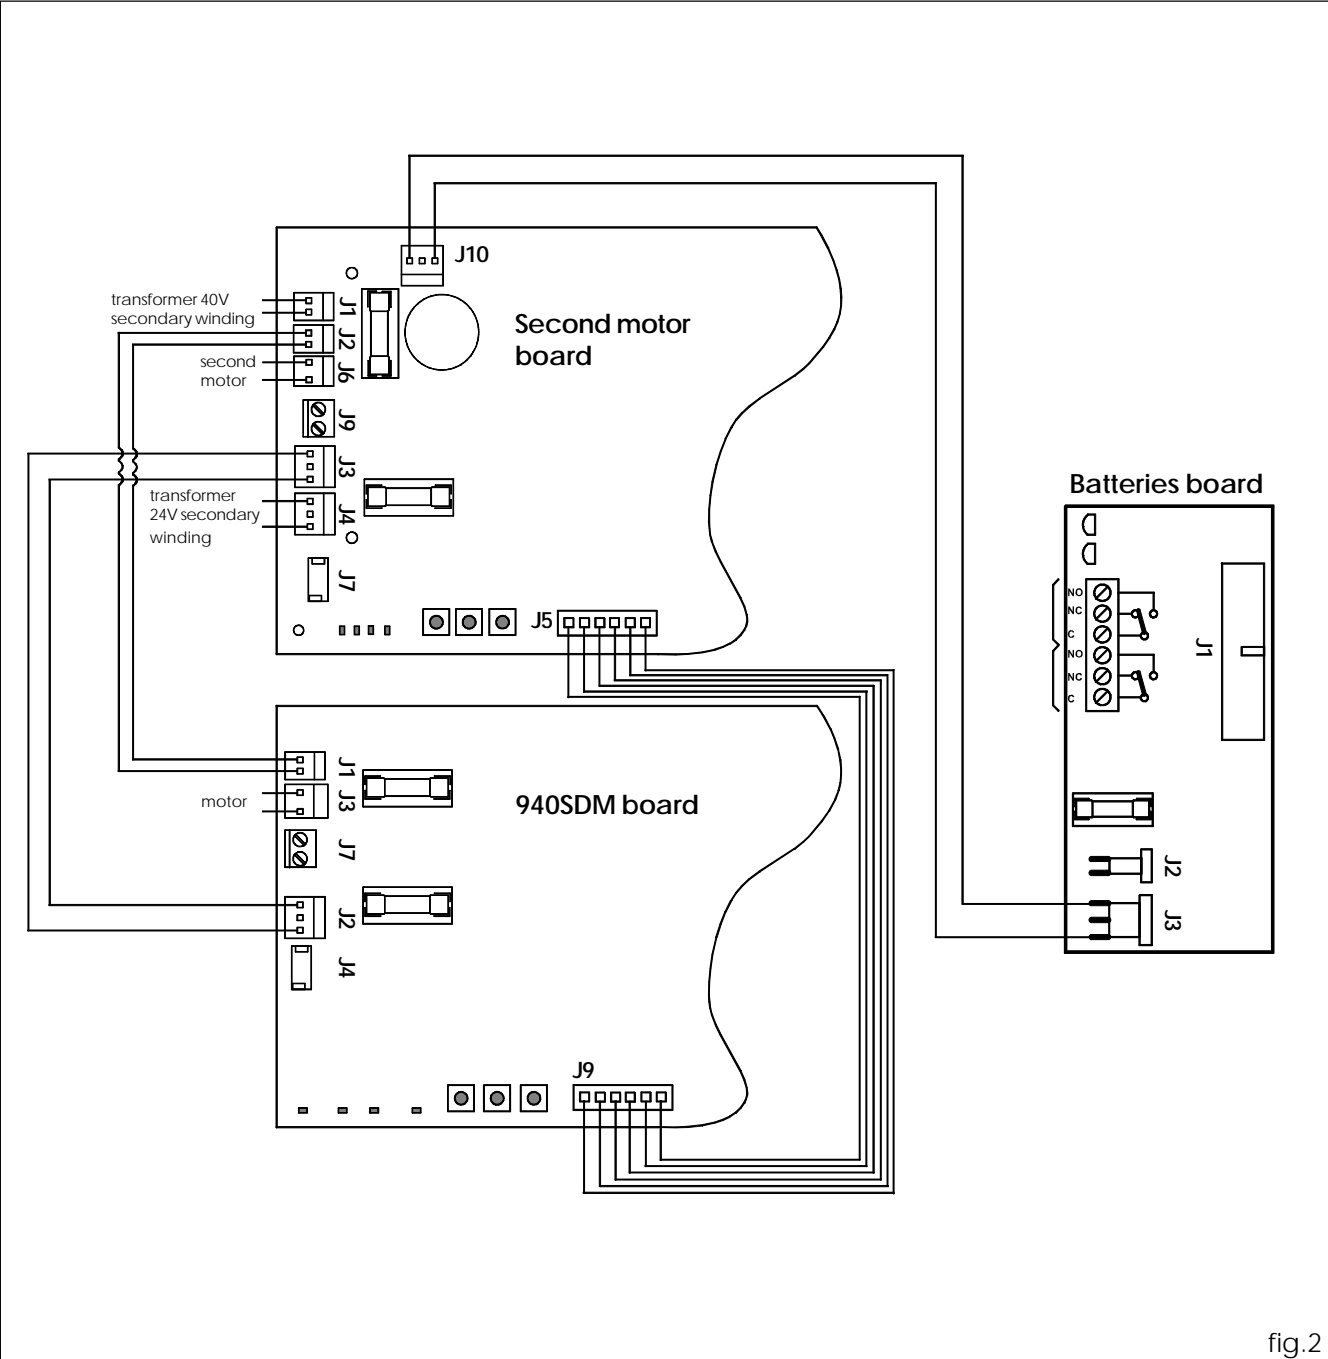 J10
transformer 40V
secondary winding
J1
J2
Second motor
board
second
motor
J6
J9
J3
transformer
24V secondary
winding
J4
J7
J5
Batteries board
NO
NC
C
NO
NC
C
J1
J1
motor
J3
940SDM board
J7
J2
J2
J3
J4
J9
fig.2